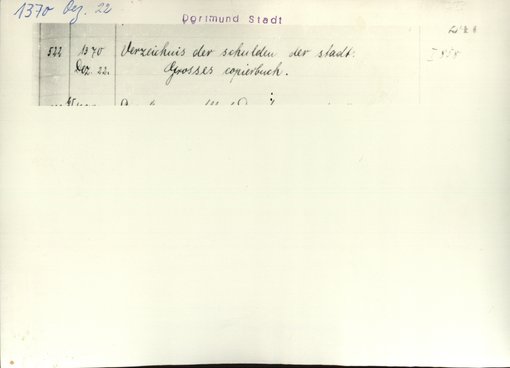 1370 Dez. 22
Dortmund Stadt
522 1370 Verzeichnis der schulden der stadt.
Dez. 22. Grosses copierbuch.